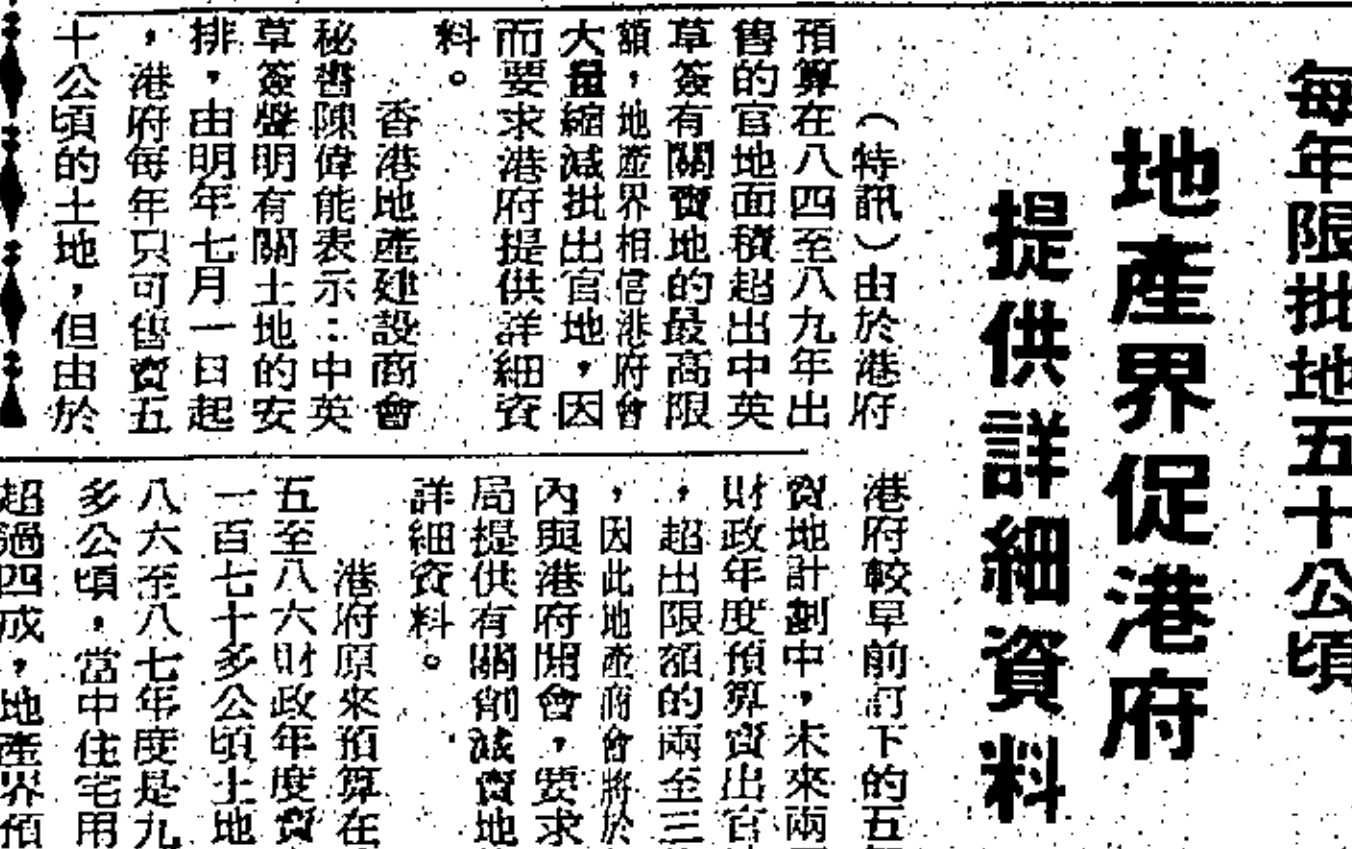 每年限批地五十公頃
地產界促港府
提供詳細資料
（特訊）由於港府
預算在八四至八九年出
售的官地面積超出中英
草簽有關賣地的最高限
額，地產界相信港府會
大量縮減批出官地，因
而要求港府提供詳細資
料。
香港地產建設商會
秘書陳偉能表示：中英
草簽聲明有關土地的安
排，由明年七月一日起
，港府每年只可售賣五
十公頃的土地，但由於
港府較早前訂下的五
賣地計劃中，未來兩
財政年度預算賣出官
，超出限額的兩至三
，因此地產商會將於
內與港府開會，要求
局提供有關削減賣地
詳細資料。
港府原來預算在
五至八六財政年度賣
一百七十多公頃土地
八六至八七年度是九
多公頃，當中住宅用
超過四成，地產界預